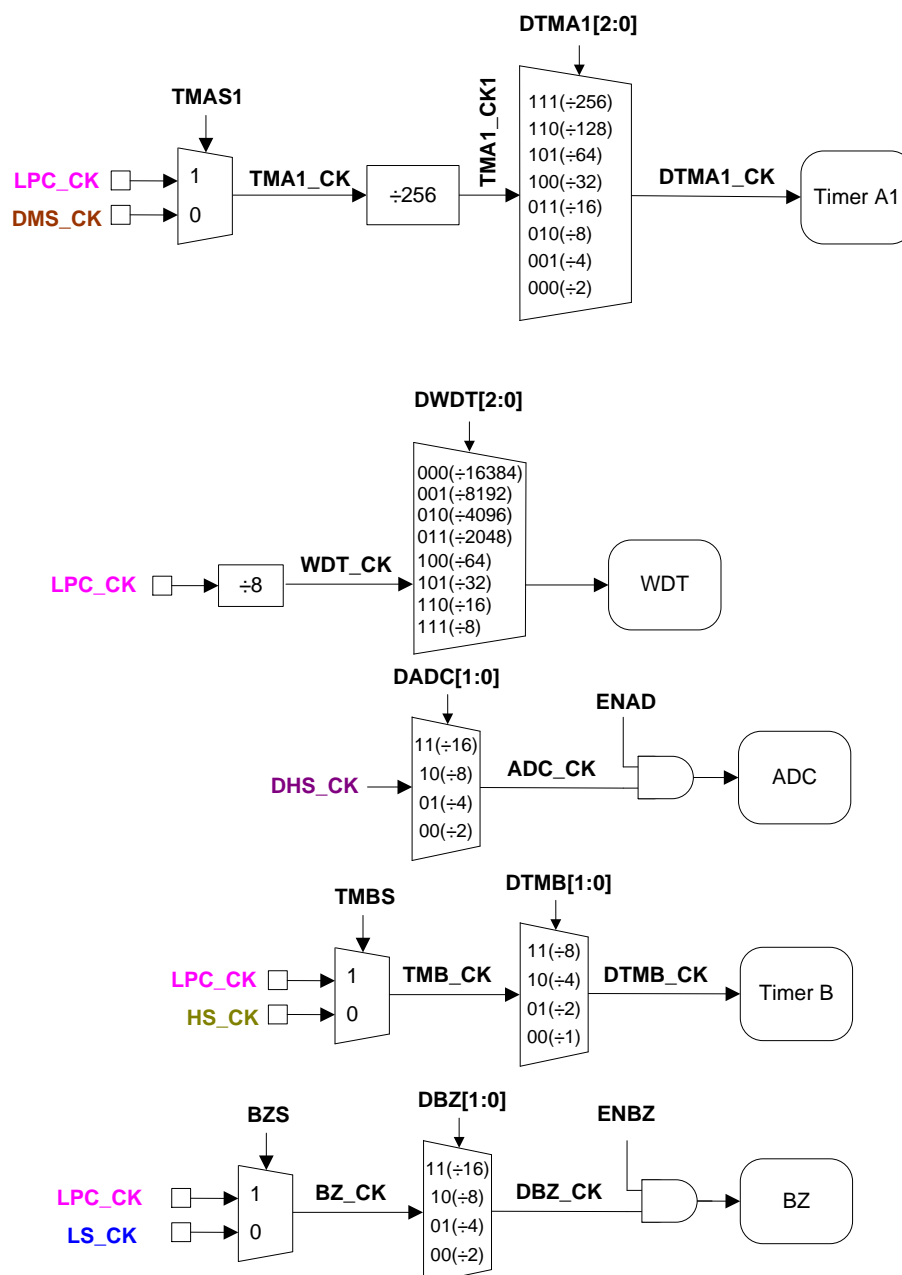 DTMA1[2:0]
TMAS1
TMA1_CK1
111(÷256)
110(÷128)
101(÷64)
100(÷32)
011(÷16)
010(÷8)
001(÷4)
000(÷2)
LPC_CK
1
DMS_CK
0
TMA1_CK
÷256
DTMA1_CK
Timer A1
DWDT[2:0]
000(÷16384)
001(÷8192)
010(÷4096)
011(÷2048)
100(÷64)
101(÷32)
110(÷16)
111(÷8)
LPC_CK
÷8
WDT_CK
WDT
DADC[1:0]
ENAD
11(÷16)
10(÷8)
01(÷4)
00(÷2)
DHS_CK
ADC_CK
ADC
DTMB[1:0]
TMBS
11(÷8)
10(÷4)
01(÷2)
00(÷1)
LPC_CK
1
HS_CK
0
TMB_CK
DTMB_CK
Timer B
DBZ[1:0]
BZS
ENBZ
11(÷16)
10(÷8)
01(÷4)
00(÷2)
LPC_CK
1
LS_CK
0
BZ_CK
DBZ_CK
BZ